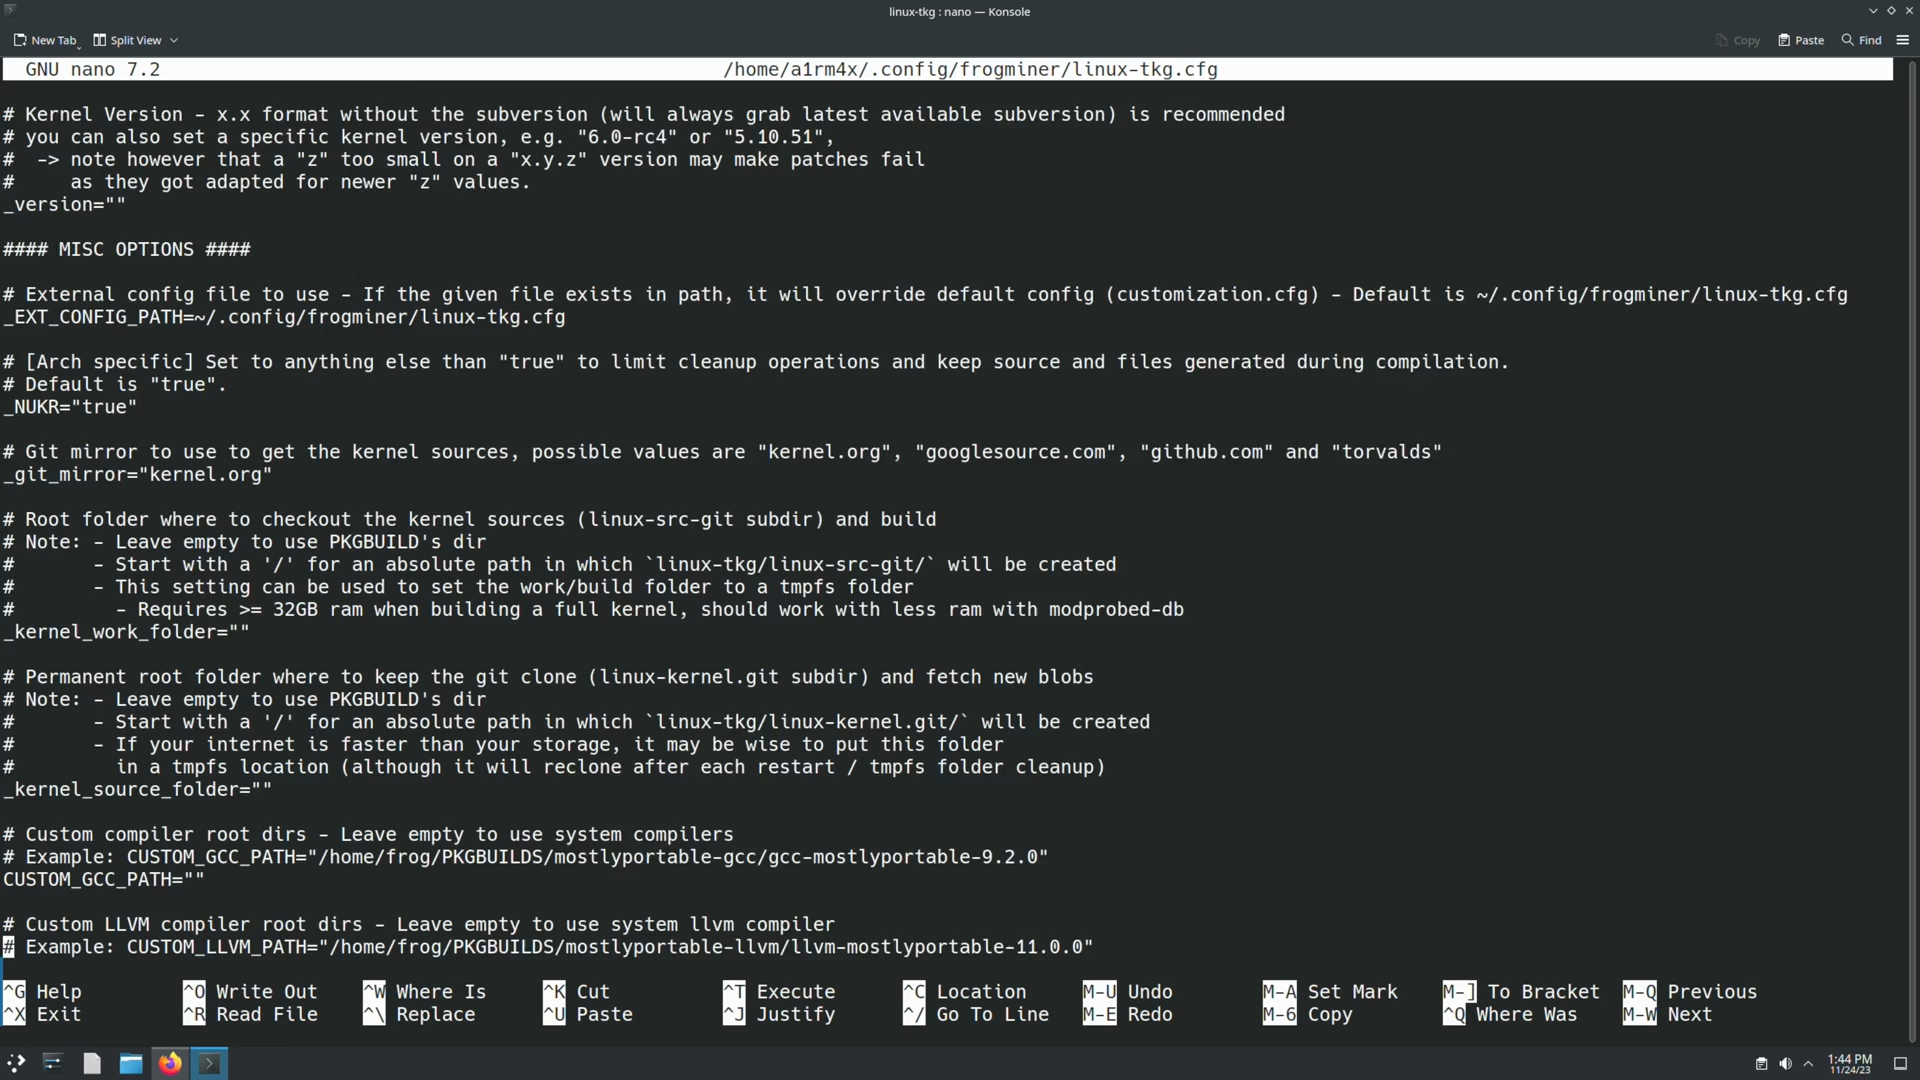 linux-tkg : nano — Konsole
New Tab Split View Copy Paste Find
GNU nano 7.2 /home/a1rm4x/.config/frogminer/linux-tkg.cfg
# Kernel Version - x.x format without the subversion (will always grab latest available subversion) is recommended
# you can also set a specific kernel version, e.g. "6.0-rc4" or "5.10.51",
#  -> note however that a "z" too small on a "x.y.z" version may make patches fail
#     as they got adapted for newer "z" values.
_version=""
#### MISC OPTIONS ####
# External config file to use - If the given file exists in path, it will override default config (customization.cfg) - Default is ~/.config/frogminer/linux-tkg.cfg
_EXT_CONFIG_PATH=~/.config/frogminer/linux-tkg.cfg
# [Arch specific] Set to anything else than "true" to limit cleanup operations and keep source and files generated during compilation.
# Default is "true".
_NUKR="true"
# Git mirror to use to get the kernel sources, possible values are "kernel.org", "googlesource.com", "github.com" and "torvalds"
_git_mirror="kernel.org"
# Root folder where to checkout the kernel sources (linux-src-git subdir) and build
# Note: - Leave empty to use PKGBUILD's dir
#       - Start with a '/' for an absolute path in which `linux-tkg/linux-src-git/` will be created
#       - This setting can be used to set the work/build folder to a tmpfs folder
#         - Requires >= 32GB ram when building a full kernel, should work with less ram with modprobed-db
_kernel_work_folder=""
# Permanent root folder where to keep the git clone (linux-kernel.git subdir) and fetch new blobs
# Note: - Leave empty to use PKGBUILD's dir
#       - Start with a '/' for an absolute path in which `linux-tkg/linux-kernel.git/` will be created
#       - If your internet is faster than your storage, it may be wise to put this folder
#         in a tmpfs location (although it will reclone after each restart / tmpfs folder cleanup)
_kernel_source_folder=""
# Custom compiler root dirs - Leave empty to use system compilers
# Example: CUSTOM_GCC_PATH="/home/frog/PKGBUILDS/mostlyportable-gcc/gcc-mostlyportable-9.2.0"
CUSTOM_GCC_PATH=""
# Custom LLVM compiler root dirs - Leave empty to use system llvm compiler
# Example: CUSTOM_LLVM_PATH="/home/frog/PKGBUILDS/mostlyportable-llvm/llvm-mostlyportable-11.0.0"
^G Help ^O Write Out ^W Where Is ^K Cut ^T Execute ^C Location M-U Undo M-A Set Mark M-] To Bracket M-Q Previous
^X Exit ^R Read File ^\ Replace ^U Paste ^J Justify ^/ Go To Line M-E Redo M-6 Copy ^Q Where Was M-W Next
1:44 PM
11/24/23